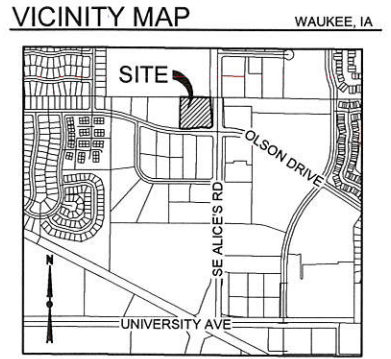 VICINITY MAP
WAUKEE, IA
SITE
OLSON DRIVE
SE ALICE'S RD
N
UNIVERSITY AVE